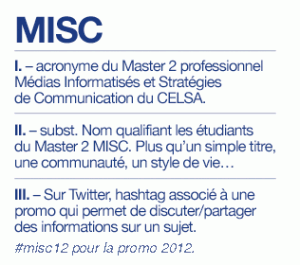 MISC
I. – acronyme du Master 2 professionnel
Médias Informatisés et Stratégies
de Communication du CELSA.
II. – subst. Nom qualifiant les étudiants
du Master 2 MISC. Plus qu'un simple titre,
une communauté, un style de vie…
III. – Sur Twitter, hashtag associé à une
promo qui permet de discuter/partager
des informations sur un sujet.
#misc12 pour la promo 2012.